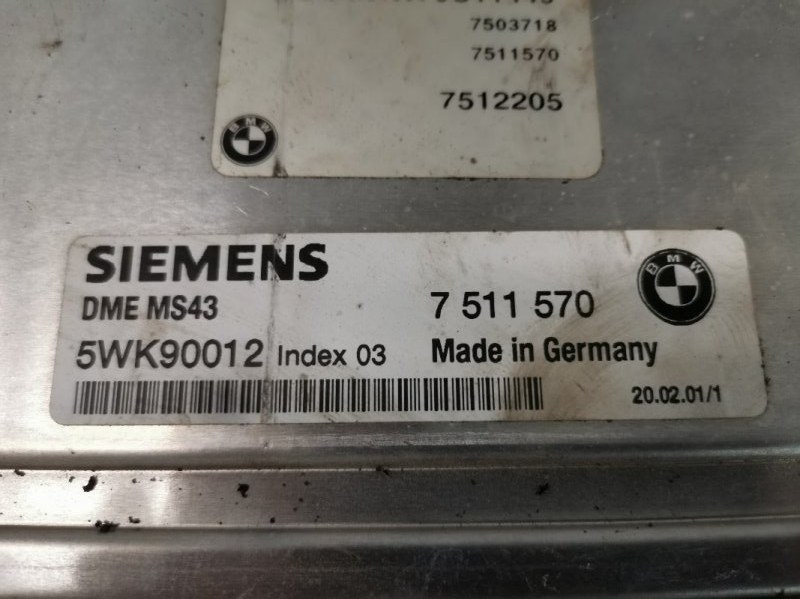 7503718
7511570
7512205
BMW
SIEMENS
BMW
DME MS43 7 511 570
5WK90012 Index 03 Made in Germany
20.02.01/1